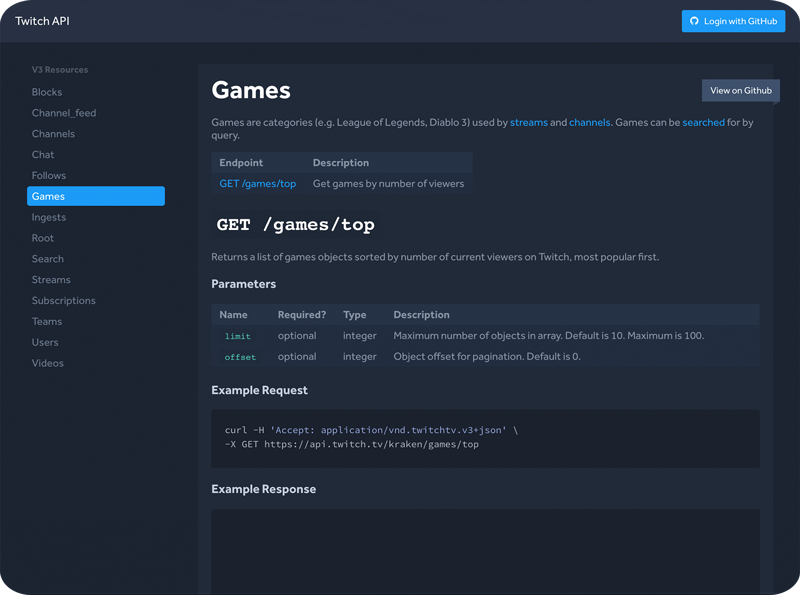 Twitch API
Login with GitHub
V3 Resources
Blocks
Channel_feed
Channels
Chat
Follows
Games
Ingests
Root
Search
Streams
Subscriptions
Teams
Users
Videos
Games
View on Github
Games are categories (e.g. League of Legends, Diablo 3) used by streams and channels. Games can be searched for by
query.
Endpoint Description
GET /games/top Get games by number of viewers
GET /games/top
Returns a list of games objects sorted by number of current viewers on Twitch, most popular first.
Parameters
Name Required? Type Description
limit optional integer Maximum number of objects in array. Default is 10. Maximum is 100.
offset optional integer Object offset for pagination. Default is 0.
Example Request
curl -H 'Accept: application/vnd.twitchtv.v3+json' \
-X GET https://api.twitch.tv/kraken/games/top
Example Response